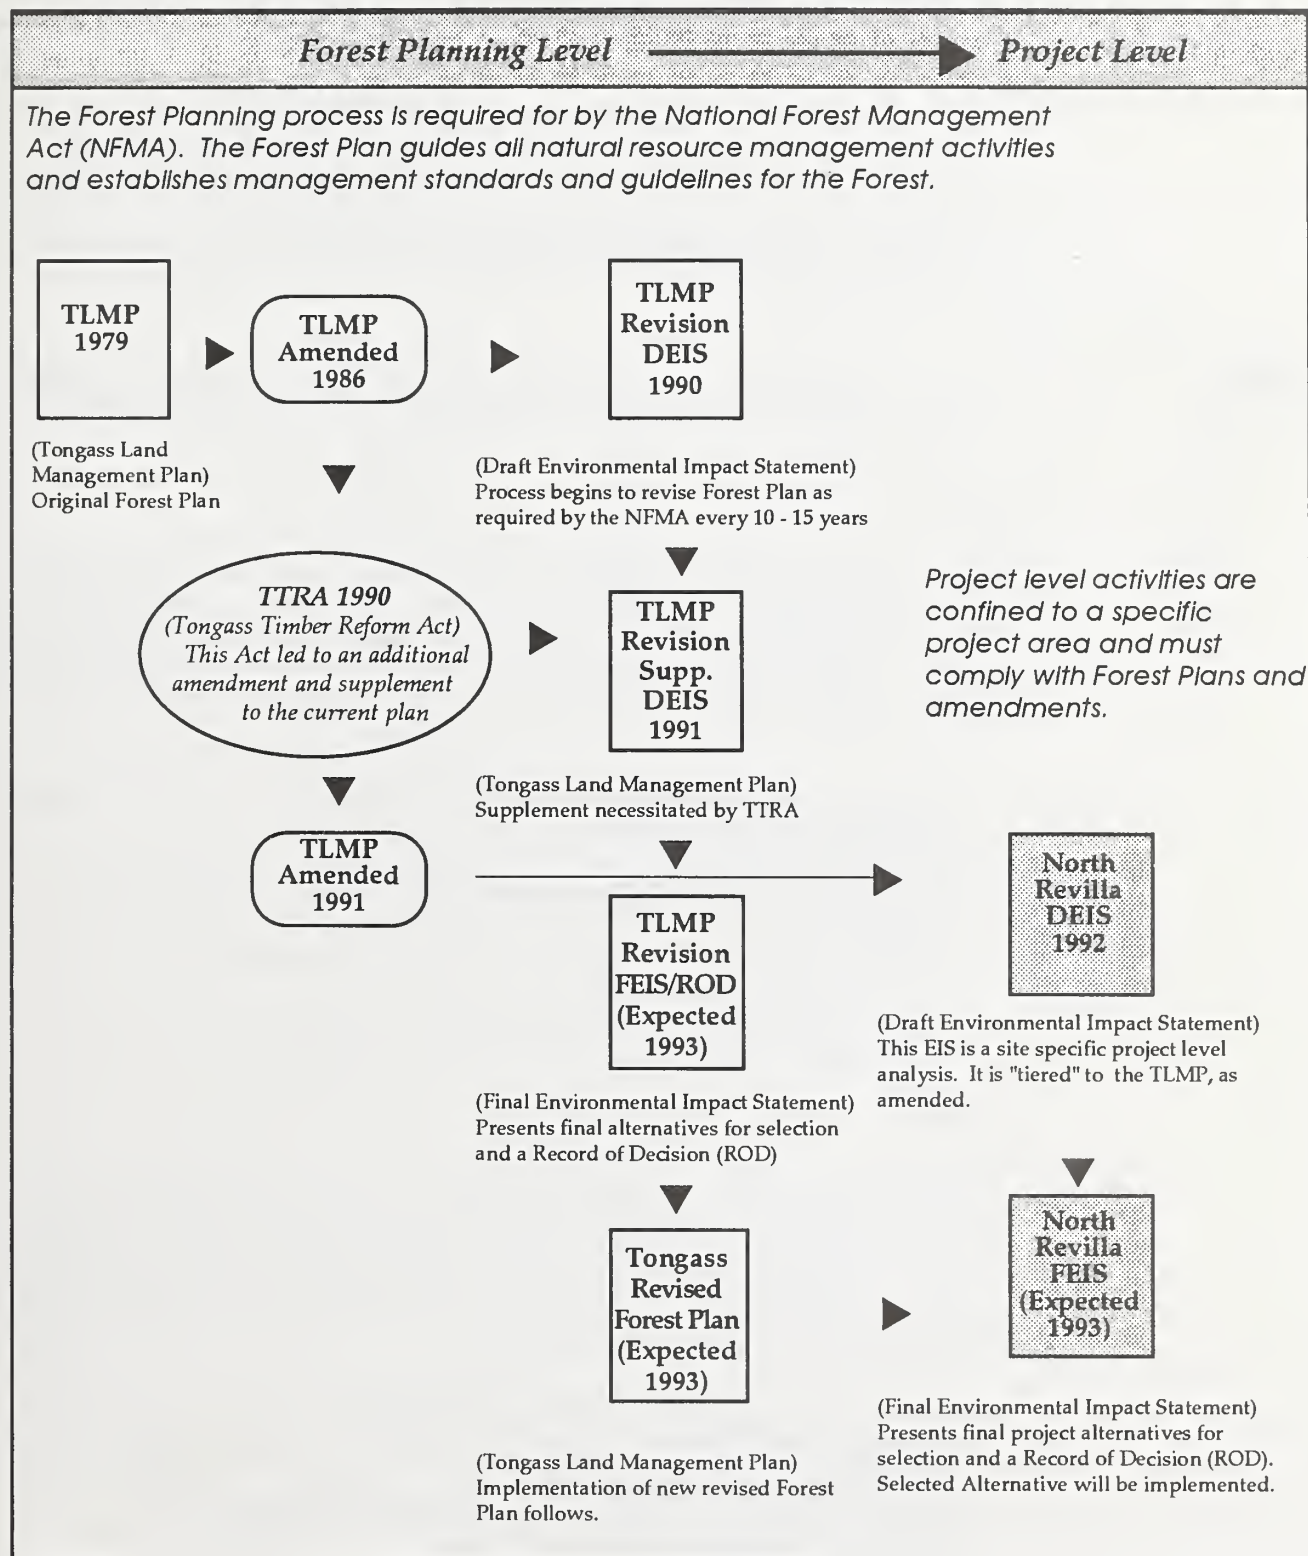 Forest Planning Level
Project Level
The Forest Planning process is required for by the National Forest Management
Act (NFMA). The Forest Plan guides all natural resource management activities
and establishes management standards and guidelines for the Forest.
TLMP
1979
(Tongass Land
Management Plan)
Original Forest Plan
TLMP
Amended
1986
TLMP
Revision
DEIS
1990
(Draft Environmental Impact Statement)
Process begins to revise Forest Plan as
required by the NFMA every 10 - 15 years
TTRA 1990
(Tongass Timber Reform Act)
This Act led to an additional
amendment and supplement
to the current plan
TLMP
Revision
Supp.
DEIS
1991
(Tongass Land Management Plan)
Supplement necessitated by TTRA
Project level activities are
confined to a specific
project area and must
comply with Forest Plans and
amendments.
TLMP
Amended
1991
TLMP
Revision
FEIS/ROD
(Expected
1993)
(Final Environmental Impact Statement)
Presents final alternatives for selection
and a Record of Decision (ROD)
North
Revilla
DEIS
1992
(Draft Environmental Impact Statement)
This EIS is a site specific project level
analysis. It is "tiered" to the TLMP, as
amended.
Tongass
Revised
Forest Plan
(Expected
1993)
(Tongass Land Management Plan)
Implementation of new revised Forest
Plan follows.
North
Revilla
FEIS
(Expected
1993)
(Final Environmental Impact Statement)
Presents final project alternatives for
selection and a Record of Decision (ROD).
Selected Alternative will be implemented.